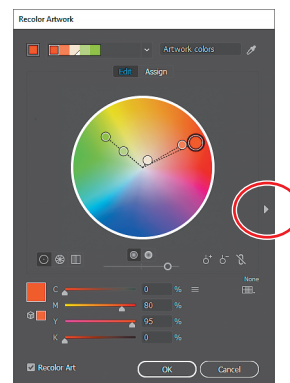 Recolor Artwork
Artwork colors
Edit Assign
None
C 0 %
M 80 %
Y 95 %
K 0 %
Recolor Art OK Cancel